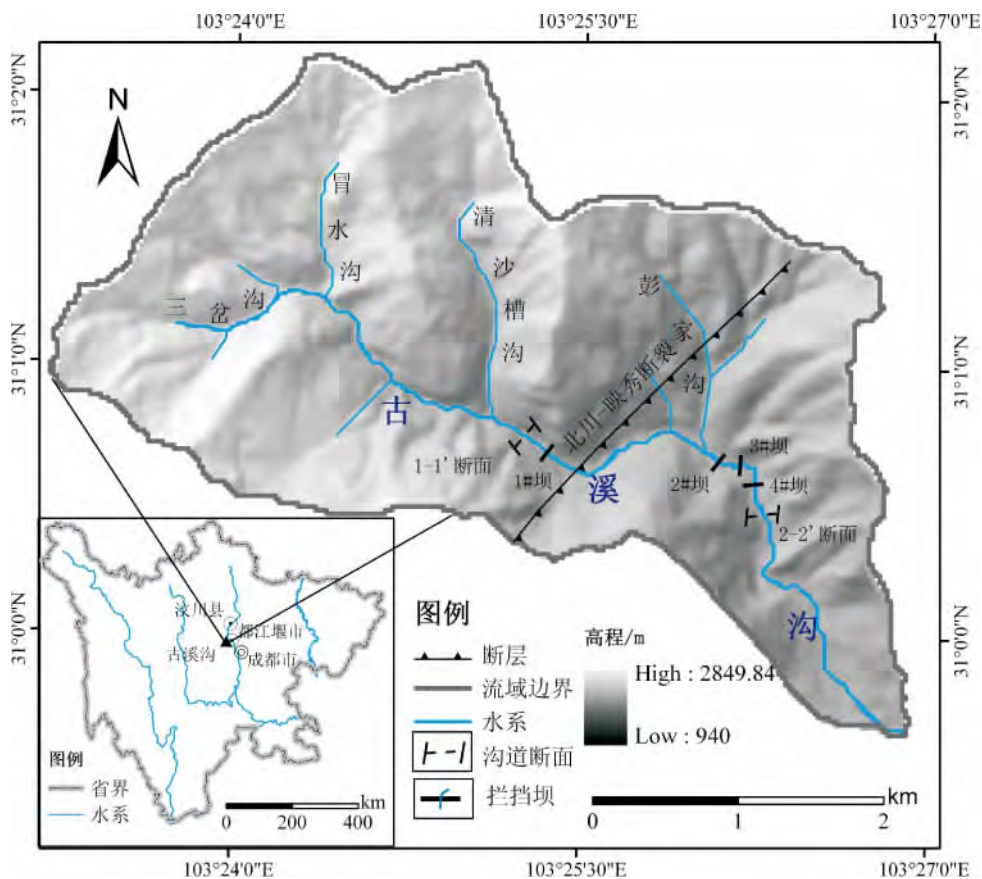 103°24'0"E
103°25'30"E
103°27'0"E
31°2'0"N
31°2'0"N
N
冒水沟
清沙槽沟
三岔沟
彭家沟
北川-映秀断裂
31°1'0"N
31°1'0"N
古溪沟
1-1'断面
1#坝
2#坝
3#坝
4#坝
2-2'断面
31°0'0"N
31°0'0"N
汶川县
都江堰市
古溪沟
成都市
图例
省界
水系
km
0 200 400
图例
断层
流域边界
水系
沟道断面
拦挡坝
高程/m
High : 2849.84
Low : 940
km
0 1 2
103°24'0"E
103°25'30"E
103°27'0"E